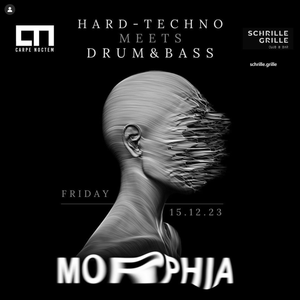 HARD-TECHNO
MEETS
DRUM&BASS
CARPE NOCTEM
SCHRILLE
GRILLE
schrille.grille
FRIDAY
15.12.23
MORPHIA